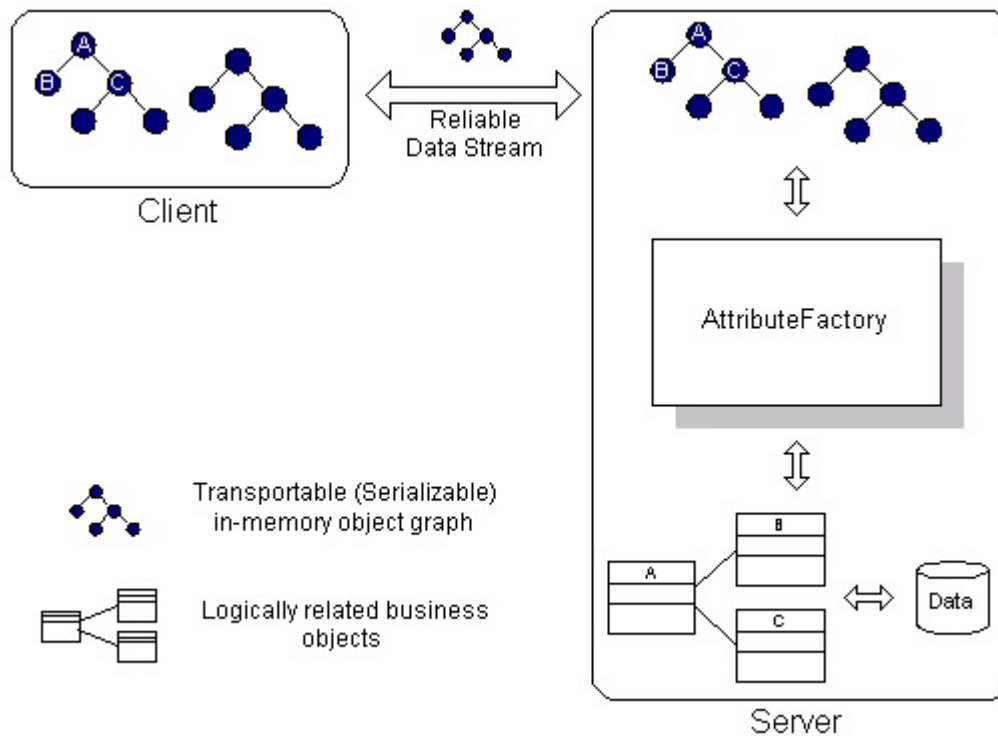 A
B
C
Client
Reliable
Data Stream
A
B
C
AttributeFactory
A
B
C
Data
Server
Transportable (Serializable)
in-memory object graph
Logically related business
objects